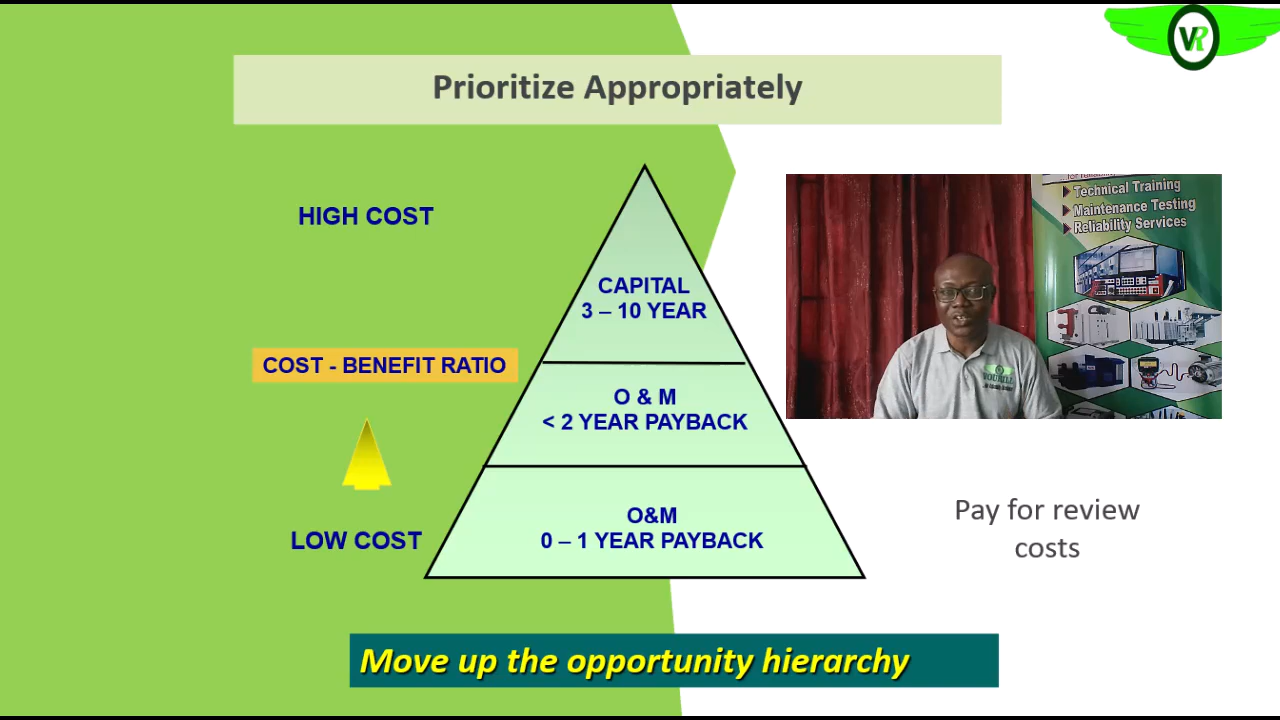 VR
Prioritize Appropriately
HIGH COST
CAPITAL
3 – 10 YEAR
COST - BENEFIT RATIO
O & M
< 2 YEAR PAYBACK
LOW COST
O&M
0 – 1 YEAR PAYBACK
Technical Training
Maintenance Testing
Reliability Services
Pay for review
costs
Move up the opportunity hierarchy